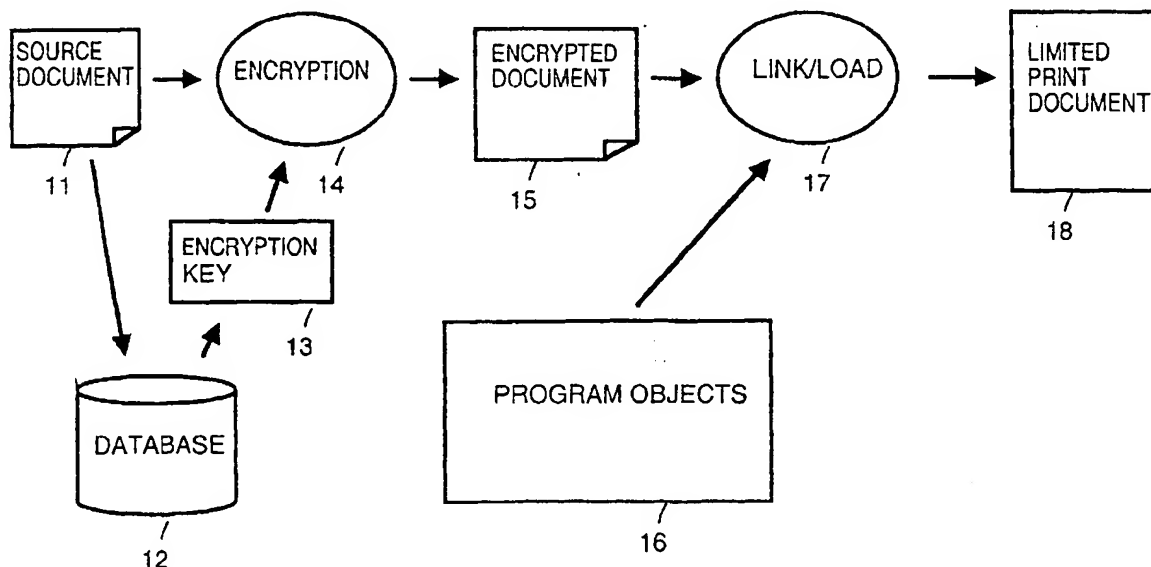 SOURCE
DOCUMENT
ENCRYPTION
ENCRYPTED
DOCUMENT
LINK/LOAD
LIMITED
PRINT
DOCUMENT
11
14
15
17
18
ENCRYPTION
KEY
13
DATABASE
12
PROGRAM OBJECTS
16